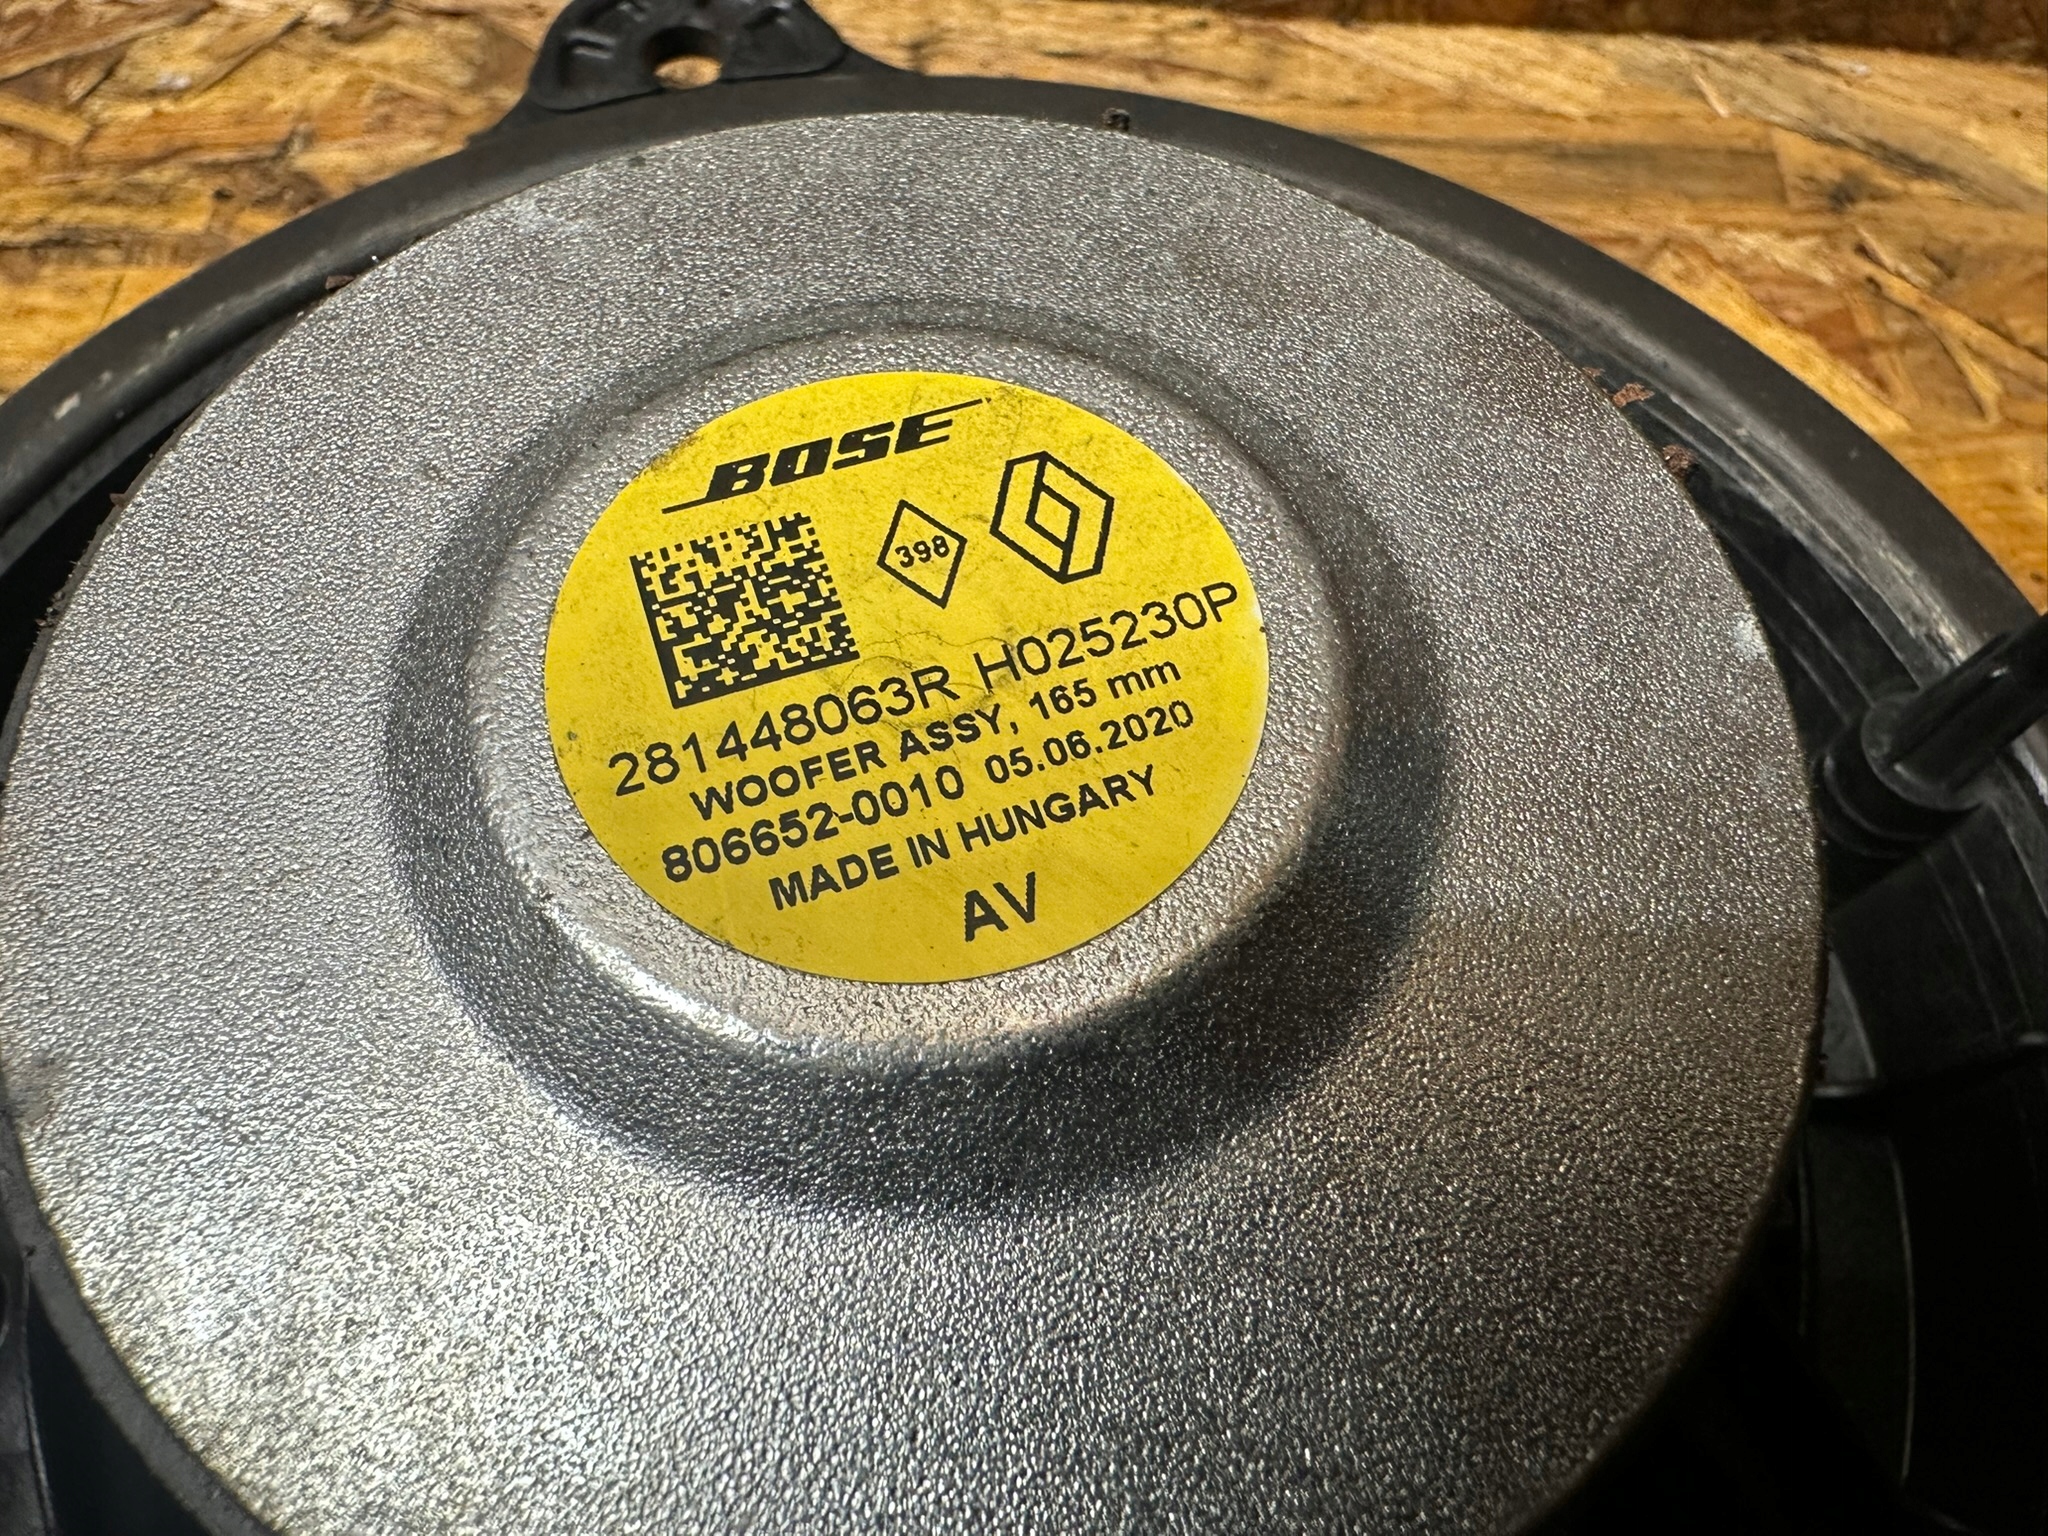 BOSE
398
281448063R H025230P
WOOFER ASSY, 165 mm
806652-0010 05.06.2020
MADE IN HUNGARY
AV